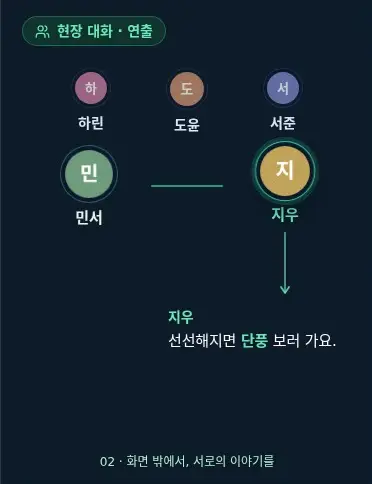 현장 대화 · 연출
하 도 서
하린 도윤 서준
민 지
민서 지우
지우
선선해지면 단풍 보러 가요.
02 · 화면 밖에서, 서로의 이야기를